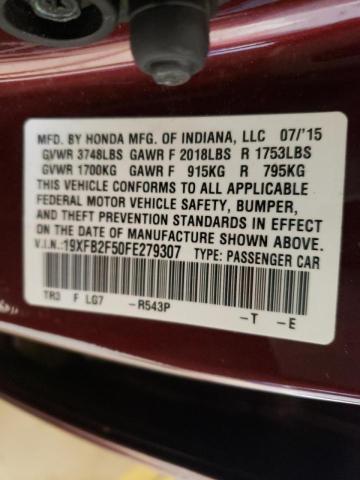 MFD. BY HONDA MFG. OF INDIANA, LLC 07/'15
GVWR 3748LBS GAWR F 2018LBS R 1753LBS
GVWR 1700KG GAWR F 915KG R 795KG
THIS VEHICLE CONFORMS TO ALL APPLICABLE
FEDERAL MOTOR VEHICLE SAFETY, BUMPER,
AND THEFT PREVENTION STANDARDS IN EFFECT
ON THE DATE OF MANUFACTURE SHOWN ABOVE.
V.I.N.:19XFB2F50FE279307 TYPE: PASSENGER CAR
TR3 F LG7 -R543P -T -E